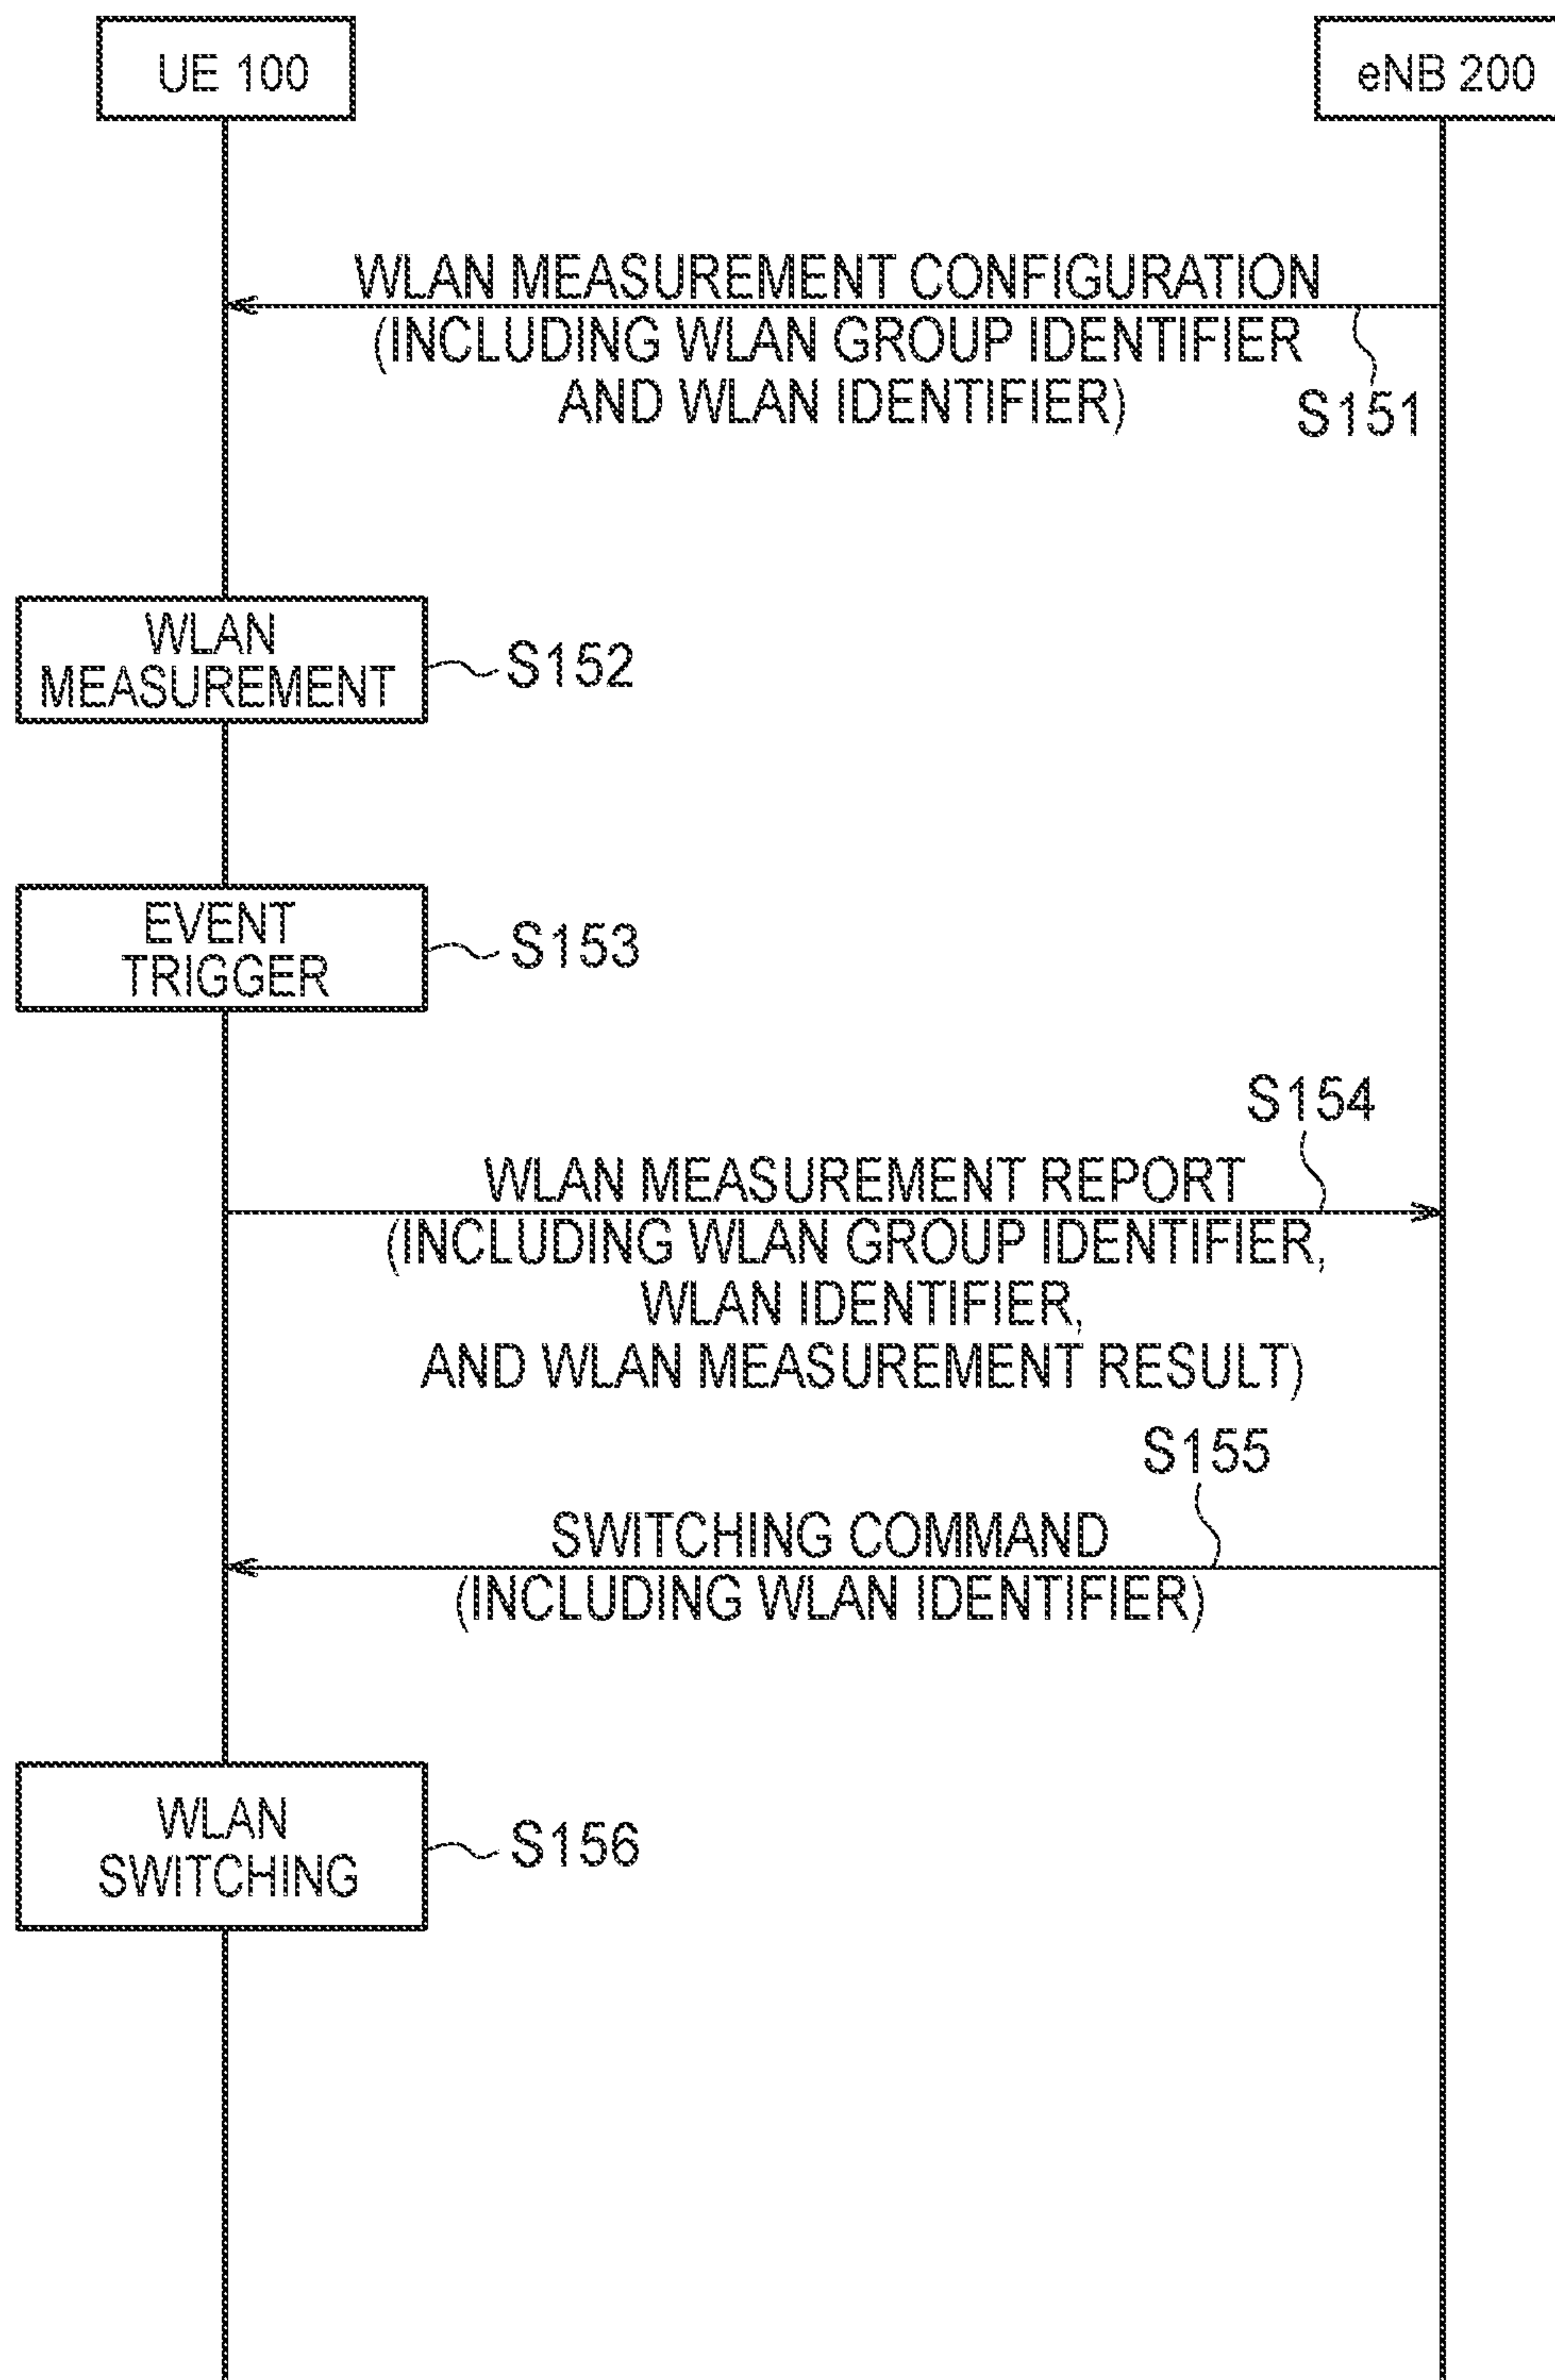 UE 100
eNB 200
WLAN MEASUREMENT CONFIGURATION
(INCLUDING WLAN GROUP IDENTIFIER
AND WLAN IDENTIFIER)
S151
WLAN
MEASUREMENT
S152
EVENT
TRIGGER
S153
S154
WLAN MEASUREMENT REPORT
(INCLUDING WLAN GROUP IDENTIFIER,
WLAN IDENTIFIER,
AND WLAN MEASUREMENT RESULT)
S155
SWITCHING COMMAND
(INCLUDING WLAN IDENTIFIER)
WLAN
SWITCHING
S156